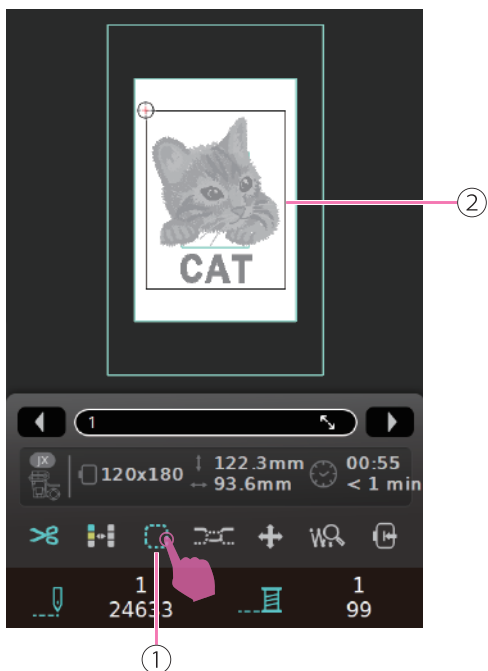 ②
CAT
1
JX
120x180
122.3mm
93.6mm
00:55
< 1 min
W
1
24633
1
99
①